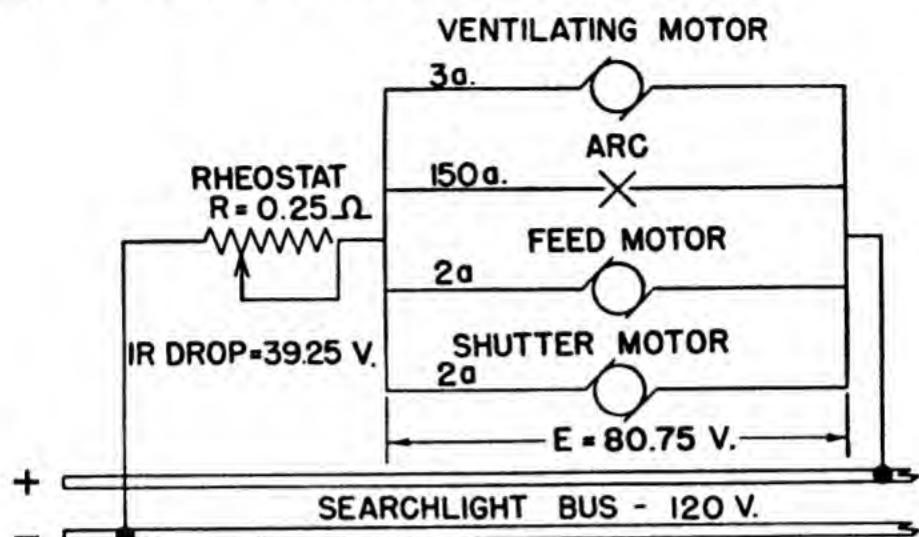 VENTILATING MOTOR
3a.
ARC
150a.
RHEOSTAT
R = 0.25 Ω
FEED MOTOR
2a
IR DROP=39.25 V.
SHUTTER MOTOR
2a
E = 80.75 V.
+
SEARCHLIGHT BUS - 120 V.
-